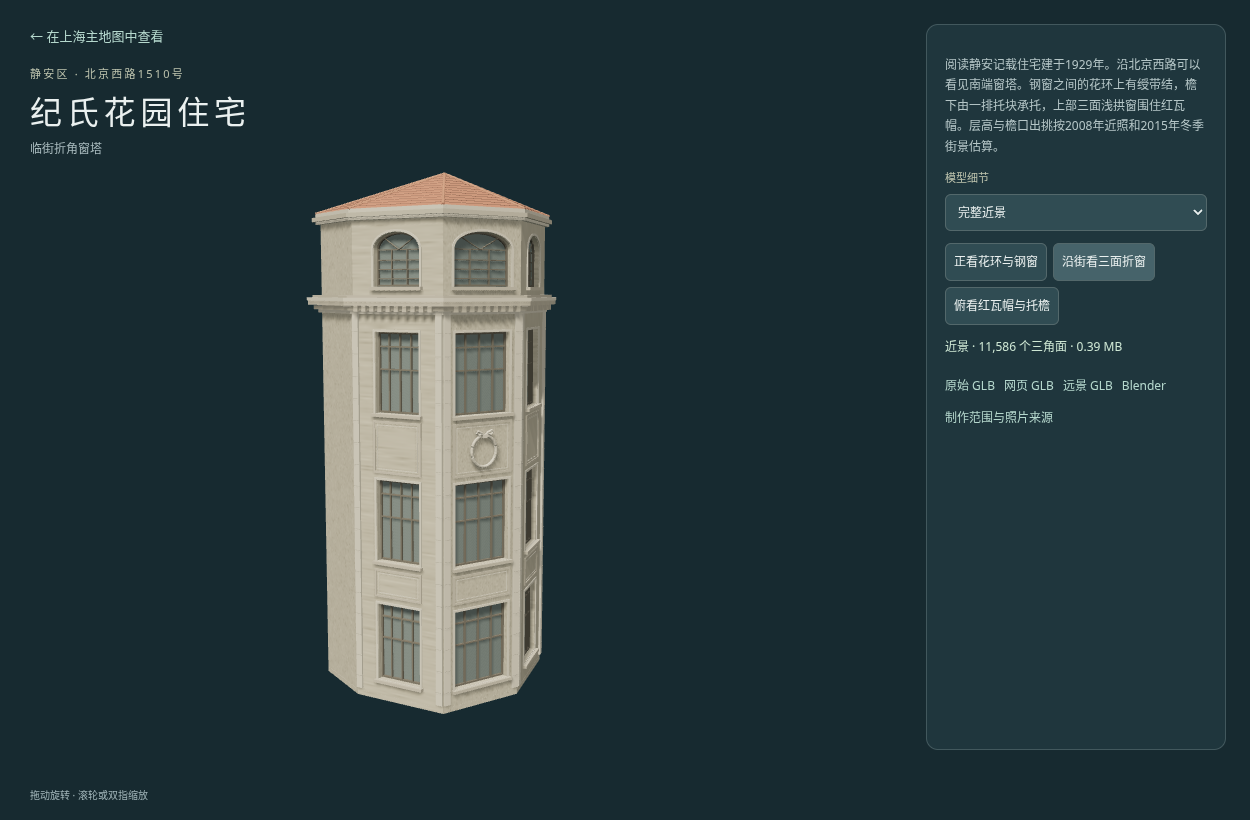 ← 在上海主地图中查看
静安区 · 北京西路1510号
纪氏花园住宅
临街折角窗塔
阅读静安记载住宅建于1929年。沿北京西路可以
看见南端窗塔。钢窗之间的花环上有绶带结，檐
下由一排托块承托，上部三面浅拱窗围住红瓦
帽。层高与檐口出挑按2008年近照和2015年冬季
街景估算。
模型细节
完整近景
正看花环与钢窗
沿街看三面折窗
俯看红瓦帽与托檐
近景 · 11,586 个三角面 · 0.39 MB
原始 GLB 网页 GLB 远景 GLB Blender
制作范围与照片来源
拖动旋转 · 滚轮或双指缩放